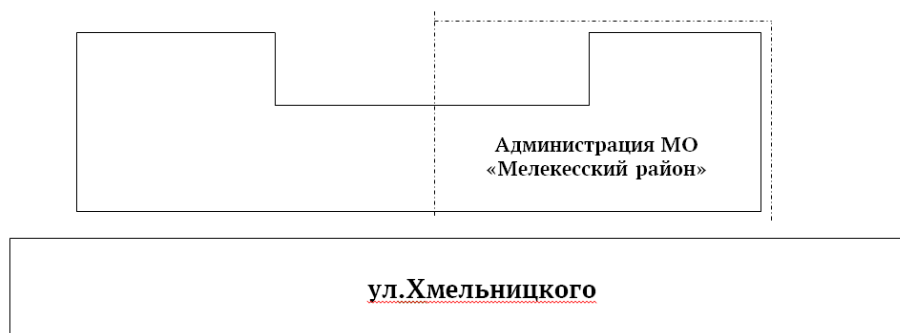 Администрация МО
«Мелекесский район»
ул.Хмельницкого